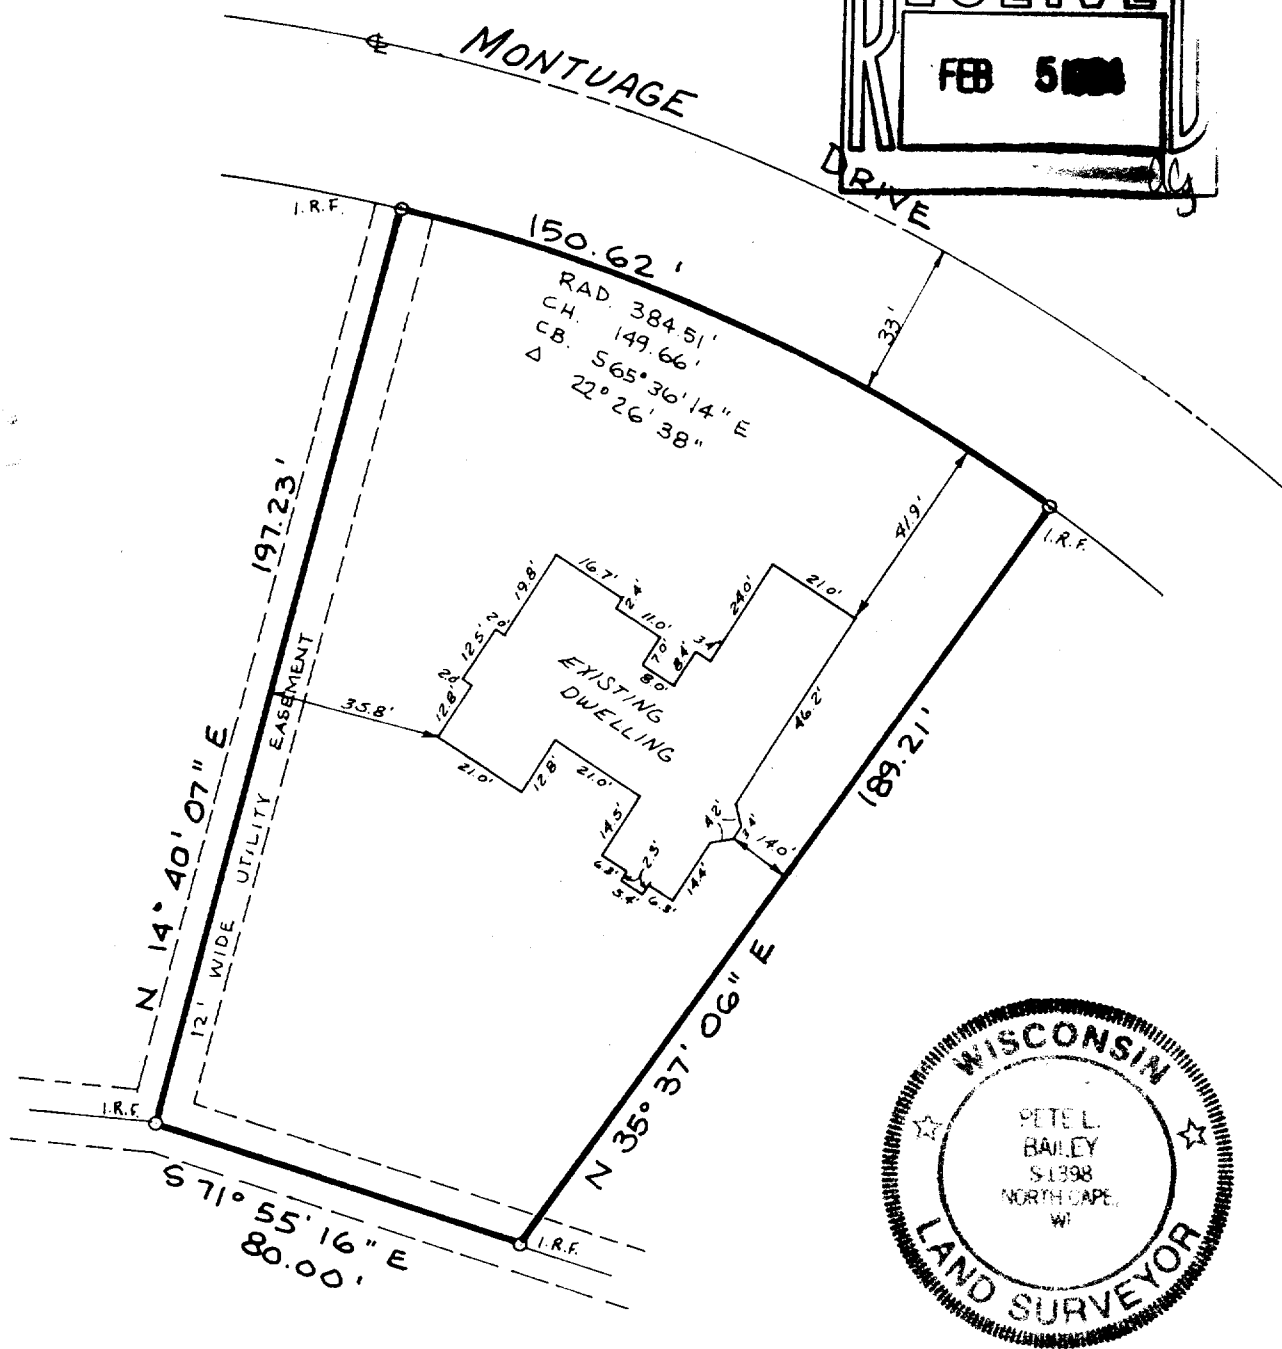 ℄ MONTUAGE DRIVE
FEB 5
I.R.F.
150.62'
RAD. 384.51'
CH. 149.66'
CB. S65°36'14" E
Δ 22°26'38"
33'
197.23'
N 14°40'07" E
12' WIDE UTILITY EASEMENT
35.8'
41.9'
I.R.F.
16.7'
2.4'
11.0'
7.0'
8.0'
8.4'
24.0'
21.0'
19.8'
2.0'
12.5'
2.0'
12.8'
EXISTING
DWELLING
46.2'
21.0'
12.8'
21.0'
14.5'
2.3'
5.4'
6.3'
14.4'
4.2'
3.4'
14.0'
189.21'
N 35°37'06" E
I.R.F.
S 71°55'16" E
80.00'
I.R.F.
WISCONSIN
PETE L.
BAILEY
S-1398
NORTH CAPE,
WI
LAND SURVEYOR